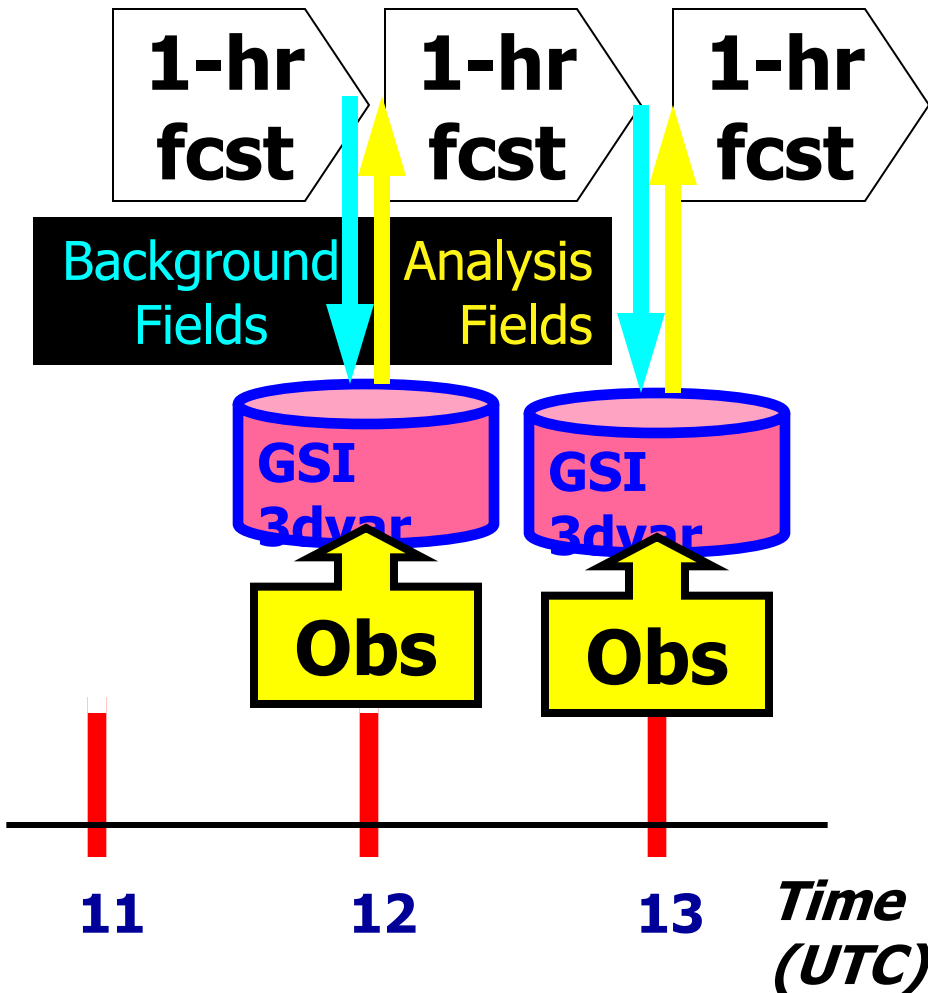 1-hr
fcst
1-hr
fcst
1-hr
fcst
Background
Fields
Analysis
Fields
GSI
3dvar
GSI
3dvar
Obs
Obs
11
12
13
Time
(UTC)